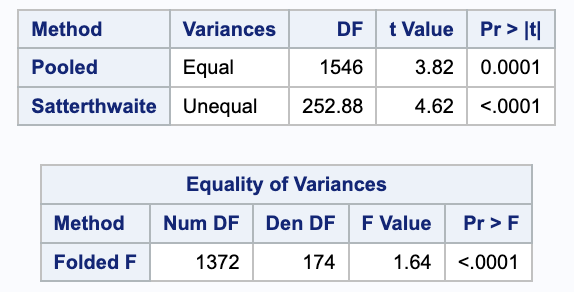 Method Variances DF t Value Pr > |t|
Pooled Equal 1546 3.82 0.0001
Satterthwaite Unequal 252.88 4.62 <.0001
Equality of Variances
Method Num DF Den DF F Value Pr > F
Folded F 1372 174 1.64 <.0001